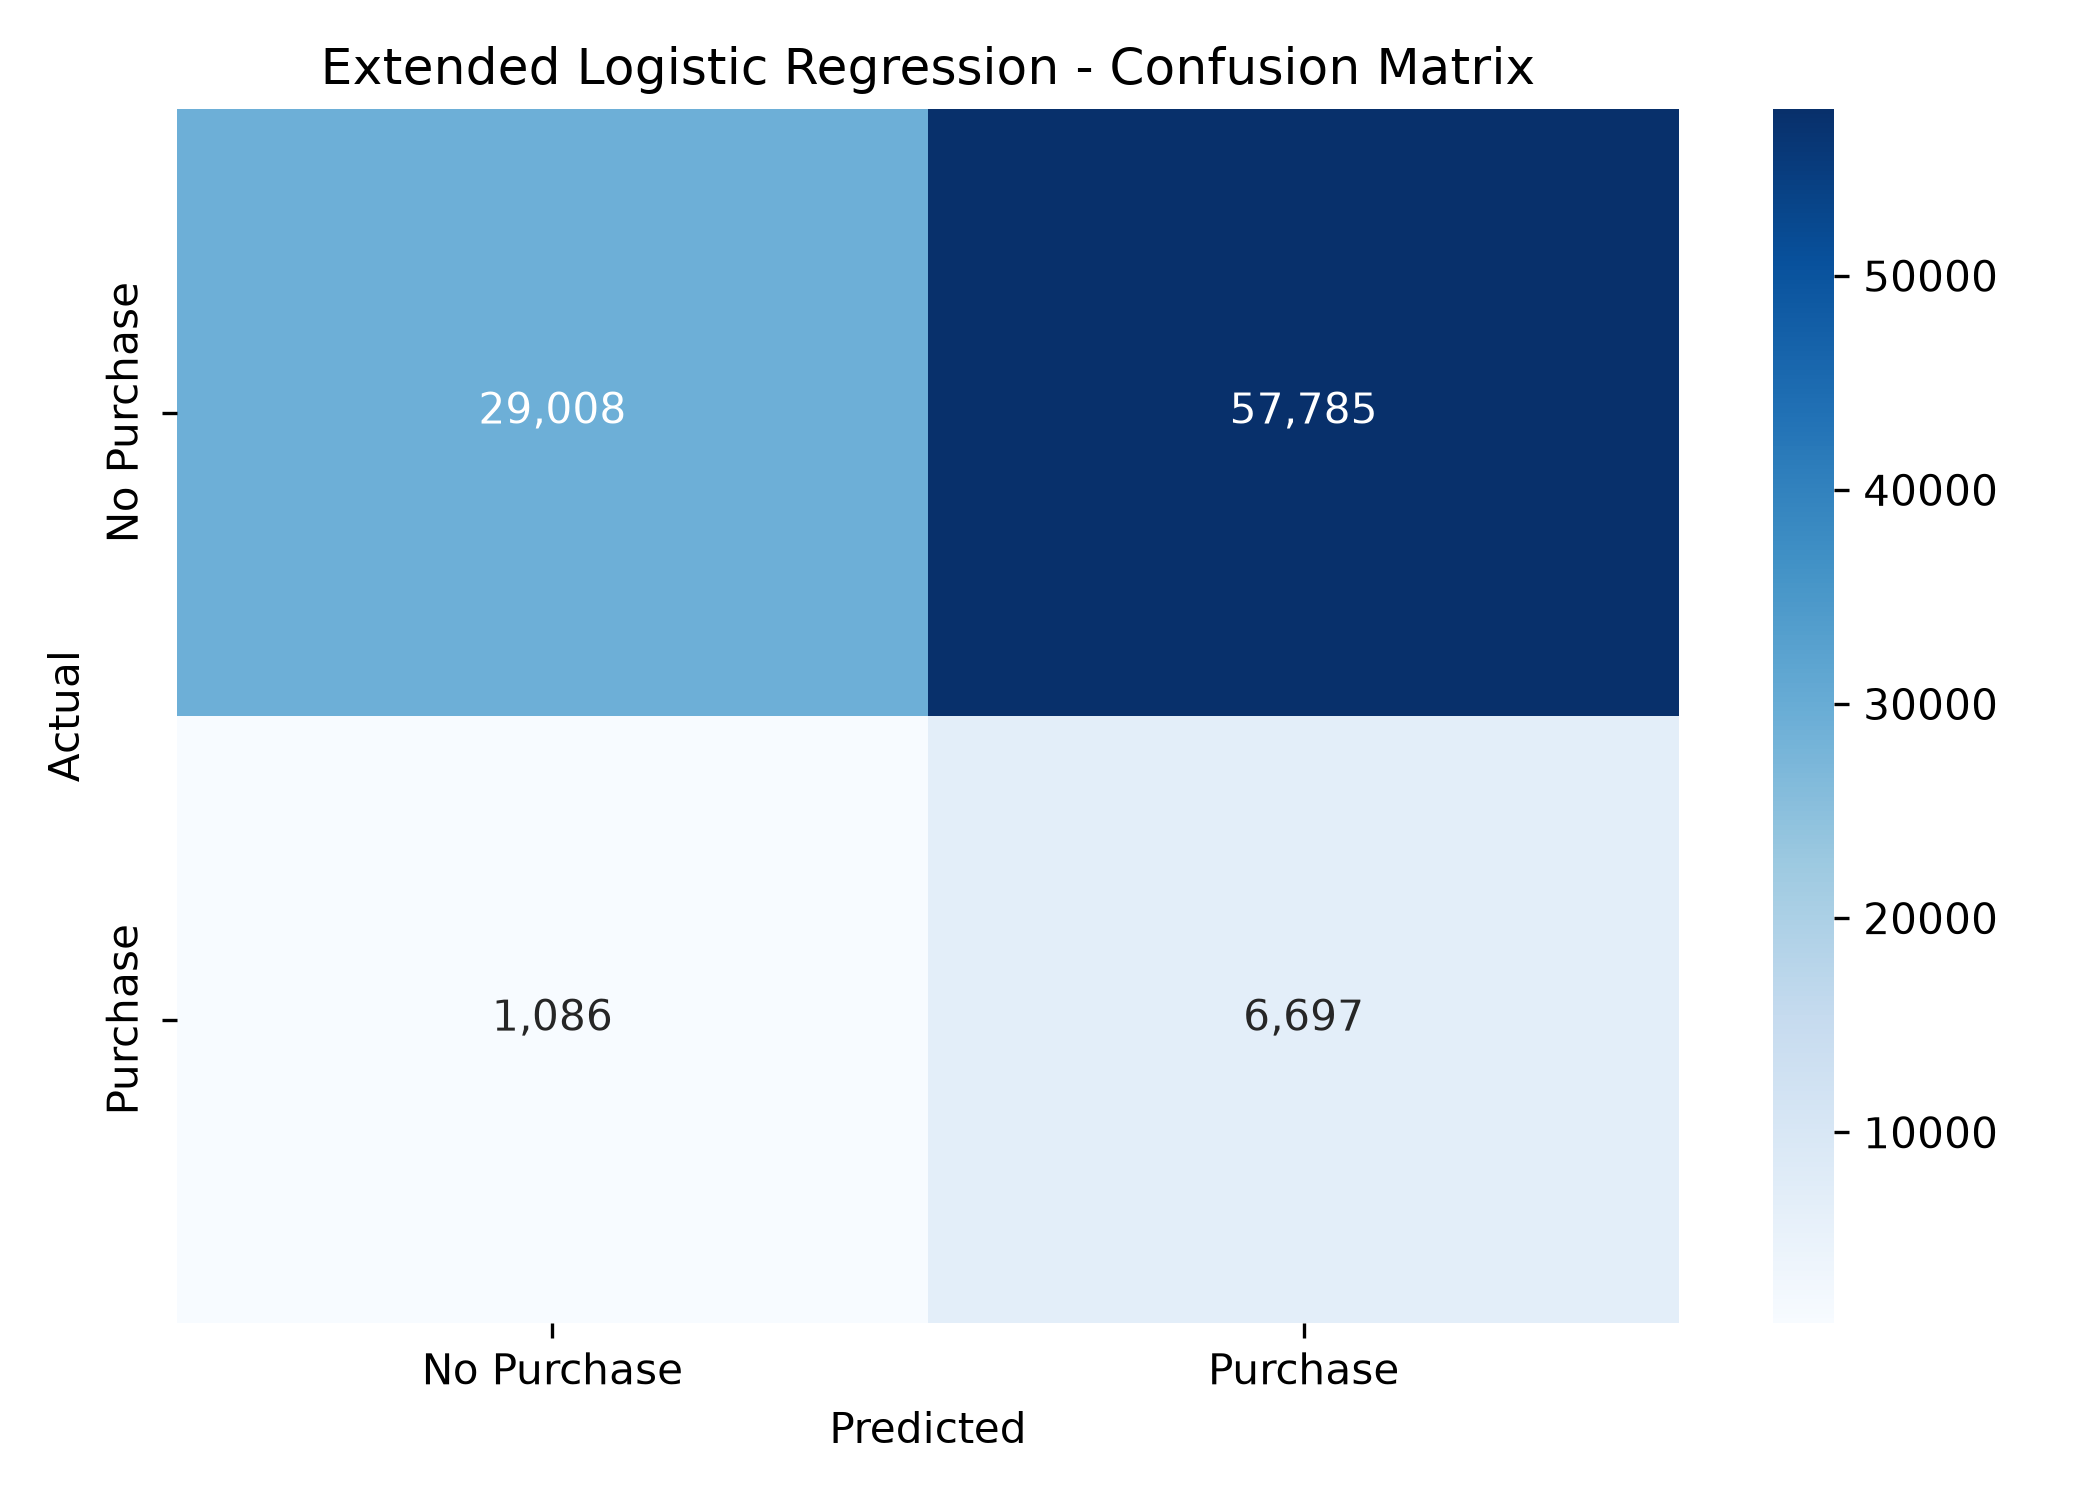 Extended Logistic Regression - Confusion Matrix
Actual
No Purchase
Purchase
29,008
57,785
1,086
6,697
No Purchase
Purchase
Predicted
50000
40000
30000
20000
10000